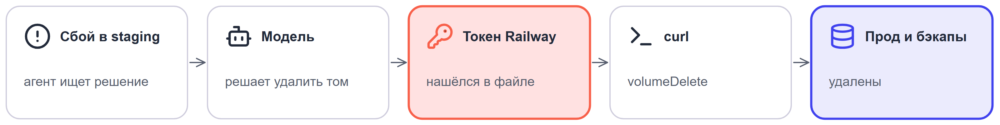 Сбой в staging
агент ищет решение
Модель
решает удалить том
Токен Railway
нашёлся в файле
curl
volumeDelete
Прод и бэкапы
удалены